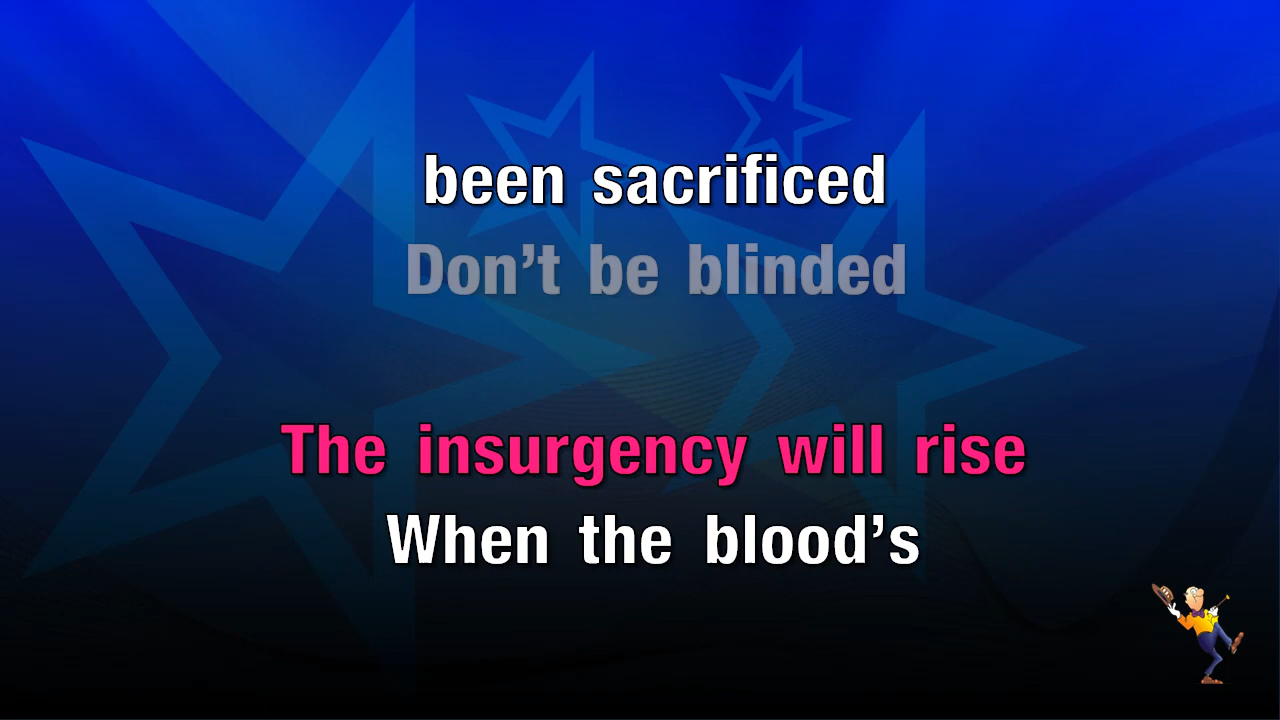 been sacrificed
Don’t be blinded
The insurgency will rise
When the blood’s